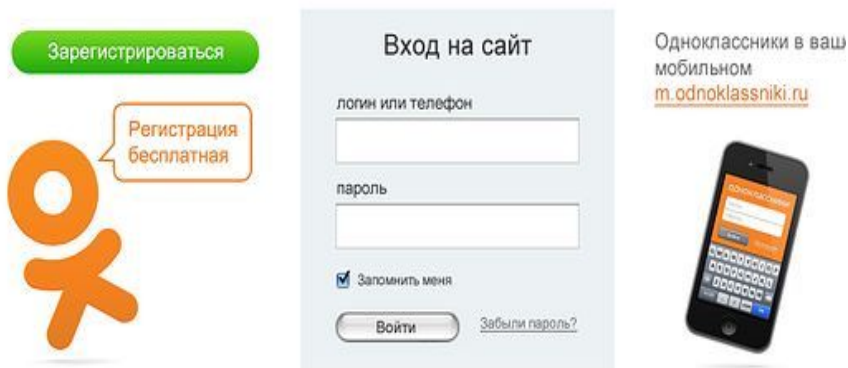 Зарегистрироваться
Регистрация
бесплатная
Вход на сайт
логин или телефон
пароль
Запомнить меня
Войти
Забыли пароль?
Одноклассники в ваш
мобильном
m.odnoklassniki.ru
ОДНОКЛАССНИКИ